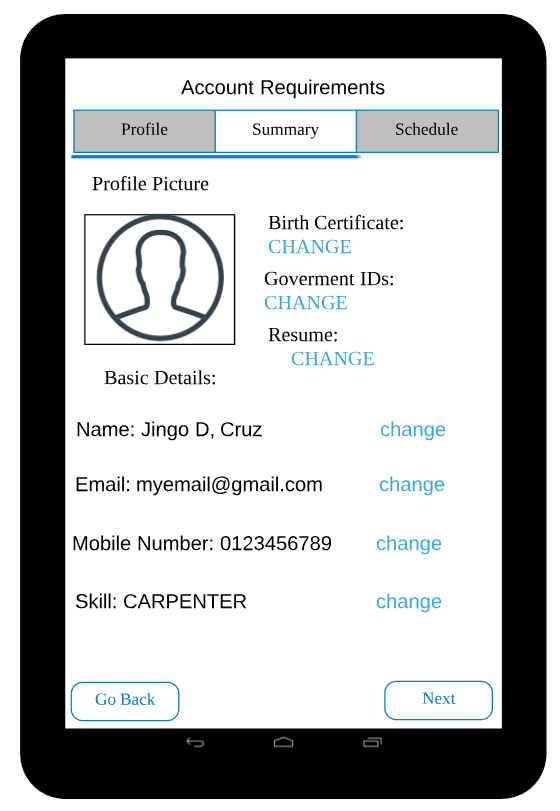 Account Requirements
Profile Summary Schedule
Profile Picture
Birth Certificate:
CHANGE
Goverment IDs:
CHANGE
Resume:
CHANGE
Basic Details:
Name: Jingo D, Cruz change
Email: myemail@gmail.com change
Mobile Number: 0123456789 change
Skill: CARPENTER change
Go Back Next